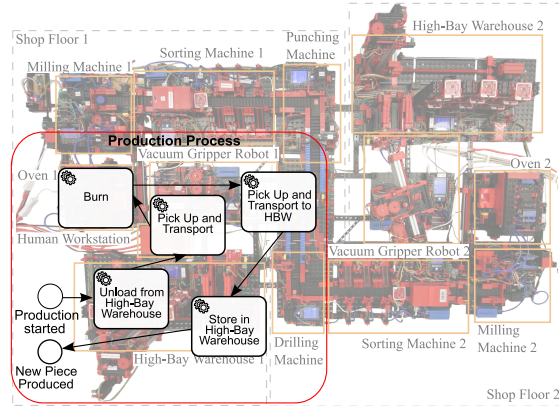 Shop Floor 1
Milling Machine 1
Sorting Machine 1
Punching
Machine
High-Bay Warehouse 2
Production Process
Vacuum Gripper Robot 1
Oven 1
Burn
Pick Up and
Transport
Pick Up and
Transport to
HBW
Oven 2
Human Workstation
Vacuum Gripper Robot 2
Unload from
High-Bay
Warehouse
Store in
High-Bay
Warehouse
Production
started
New Piece
Produced
High-Bay Warehouse 1
Drilling
Machine
Sorting Machine 2
Milling
Machine 2
Shop Floor 2